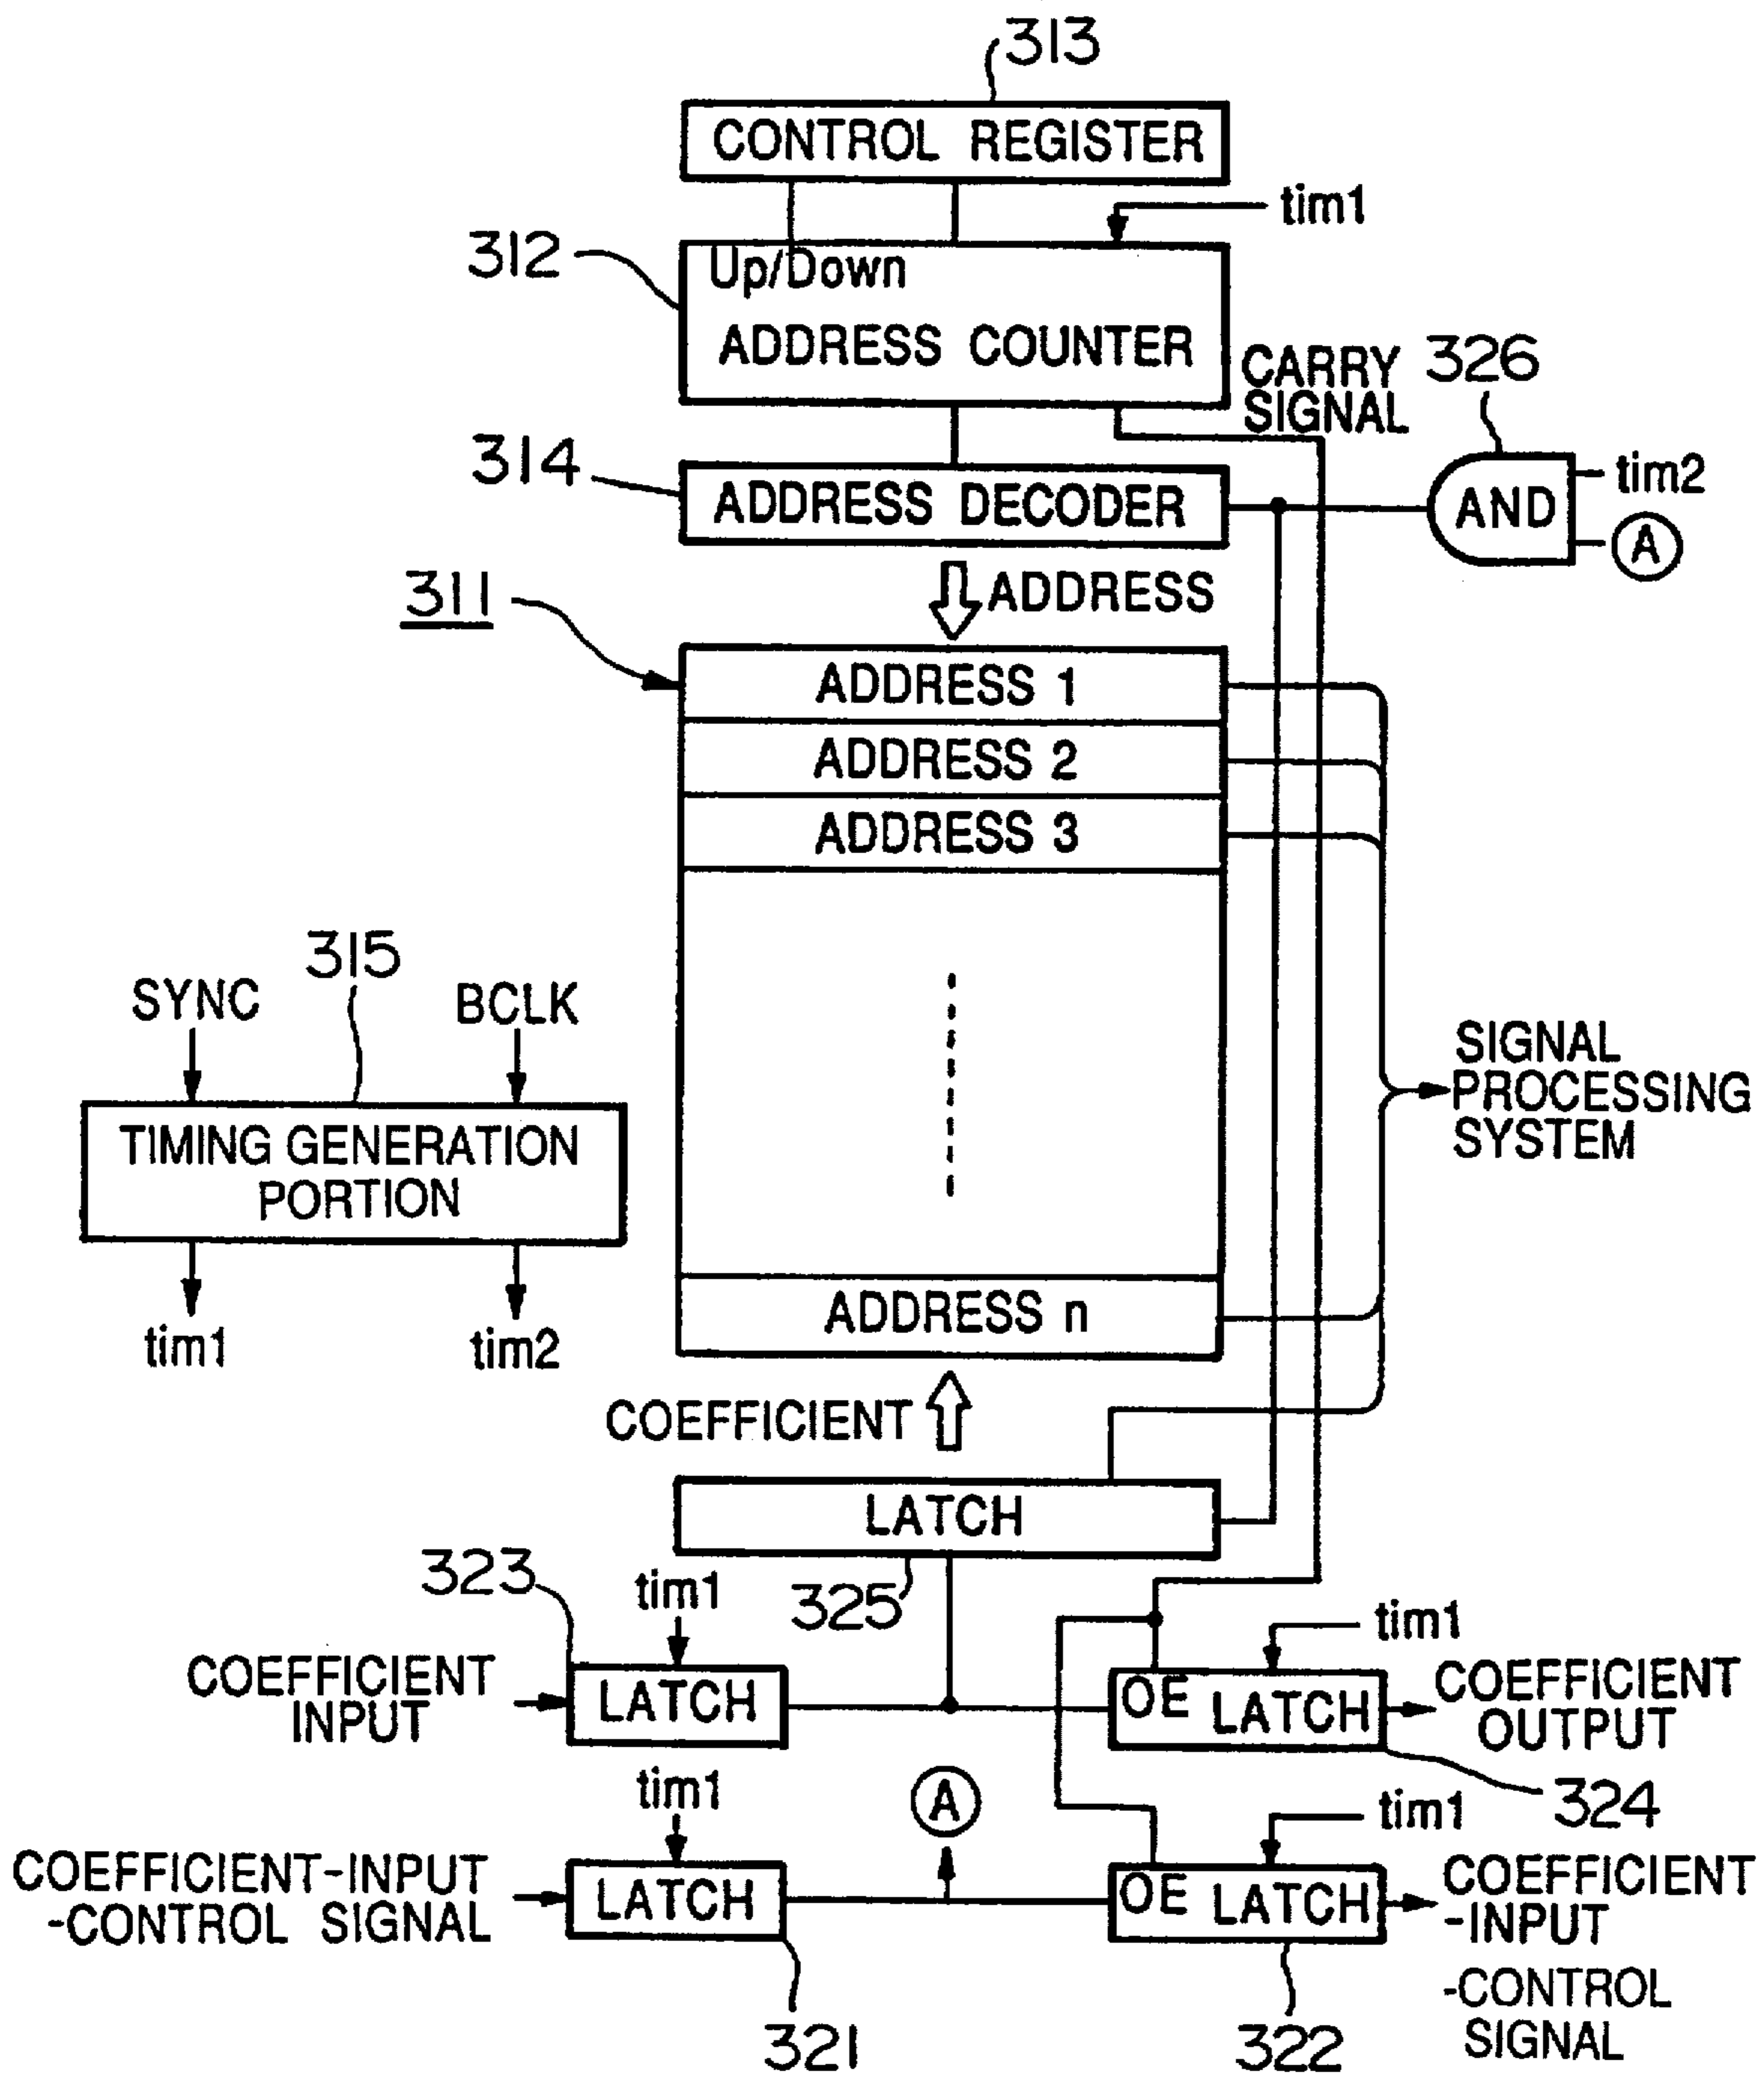 313
CONTROL REGISTER
tim1
312
Up/Down
ADDRESS COUNTER
CARRY
SIGNAL
326
314
ADDRESS DECODER
AND
tim2
A
ADDRESS
311
ADDRESS 1
ADDRESS 2
ADDRESS 3
315
SYNC
BCLK
TIMING GENERATION
PORTION
tim1
tim2
SIGNAL
PROCESSING
SYSTEM
ADDRESS n
COEFFICIENT
LATCH
325
323
tim1
COEFFICIENT
INPUT
LATCH
tim1
OE LATCH
COEFFICIENT
OUTPUT
324
A
tim1
COEFFICIENT-INPUT
-CONTROL SIGNAL
LATCH
321
tim1
OE LATCH
COEFFICIENT
-INPUT
-CONTROL
SIGNAL
322